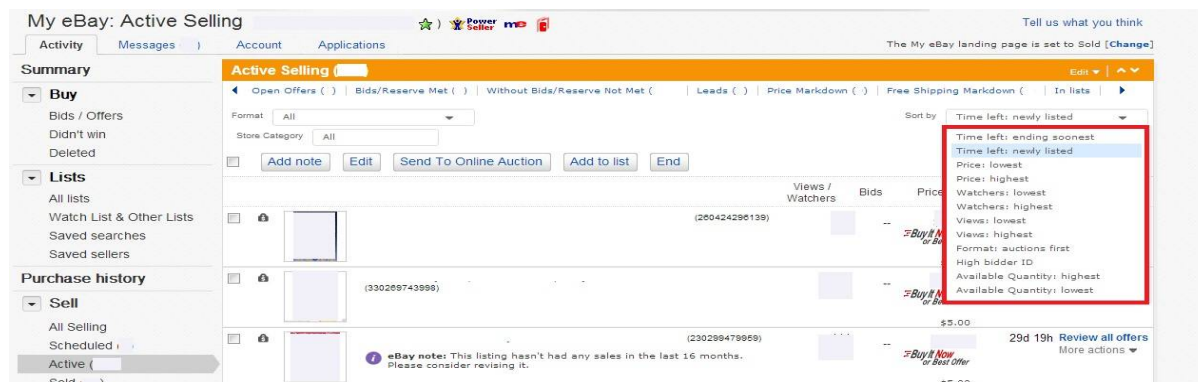 My eBay: Active Selling
) Power Seller me
Tell us what you think
Activity Messages ) Account Applications
The My eBay landing page is set to Sold [Change]
Summary
Buy
Bids / Offers
Didn't win
Deleted
Lists
All lists
Watch List & Other Lists
Saved searches
Saved sellers
Purchase history
Sell
All Selling
Scheduled (
Active (
Active Selling ( )
Edit
Open Offers ( ) | Bids/Reserve Met ( ) | Without Bids/Reserve Not Met ( | Leads ( ) | Price Markdown ( ) | Free Shipping Markdown ( | In lists |
Format All
Sort by Time left: newly listed
Store Category All
Time left: ending soonest
Time left: newly listed
Price: lowest
Price: highest
Watchers: lowest
Watchers: highest
Views: lowest
Views: highest
Format: auctions first
High bidder ID
Available Quantity: highest
Available Quantity: lowest
Add note Edit Send To Online Auction Add to list End
Views / Watchers Bids Price
(260424296139) --
(330269743998) --
$5.00
(230299479959) -- 29d 19h Review all offers
Buy It Now
or Best Offer
More actions
eBay note: This listing hasn't had any sales in the last 16 months.
Please consider revising it.